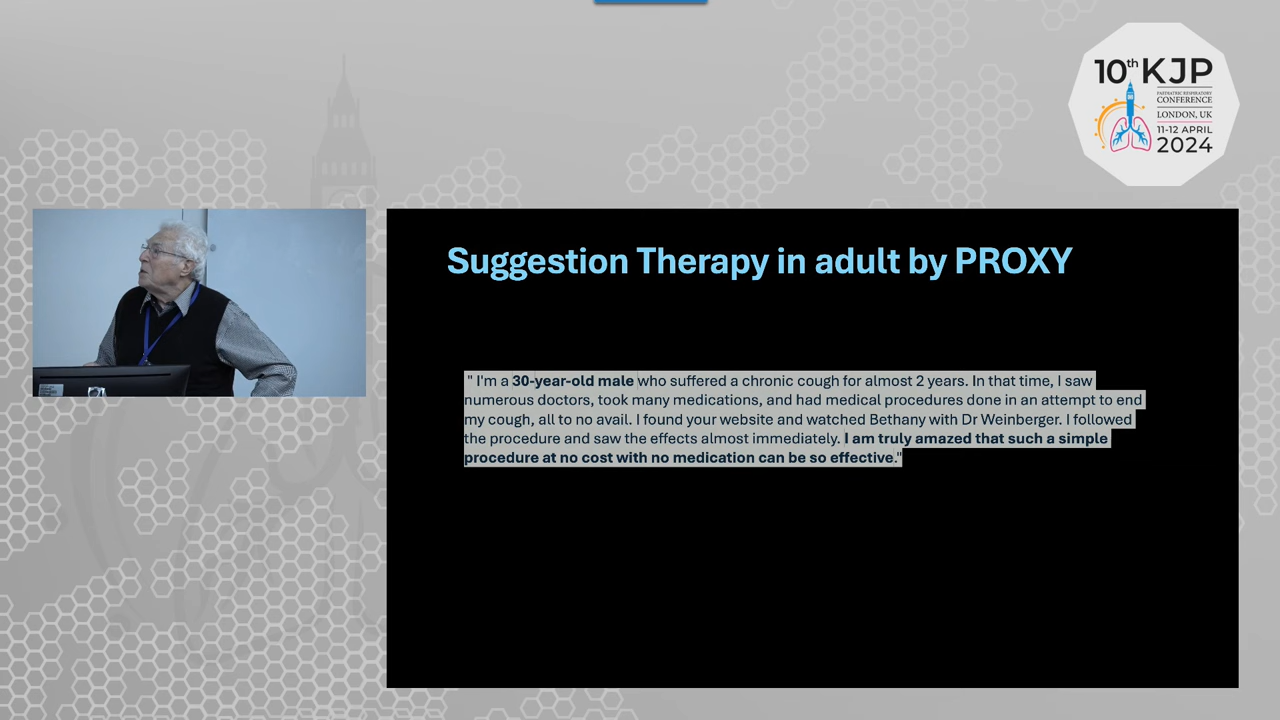 10th KJP
PAEDIATRIC RESPIRATORY
CONFERENCE
LONDON, UK
11-12 APRIL
2024
Suggestion Therapy in adult by PROXY
" I'm a 30-year-old male who suffered a chronic cough for almost 2 years. In that time, I saw
numerous doctors, took many medications, and had medical procedures done in an attempt to end
my cough, all to no avail. I found your website and watched Bethany with Dr Weinberger. I followed
the procedure and saw the effects almost immediately. I am truly amazed that such a simple
procedure at no cost with no medication can be so effective."